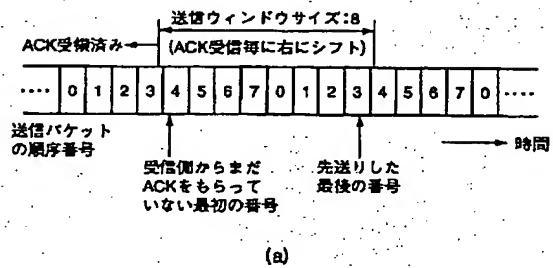 送信ウィンドウサイズ:8
ACK受領済み
(ACK受信毎に右にシフト)
‥‥ 0 1 2 3 4 5 6 7 0 1 2 3 4 5 6 7 0 ‥‥
送信パケット
の順序番号
時間
受信側からまだ
ACKをもらって
いない最初の番号
先送りした
最後の番号
(a)